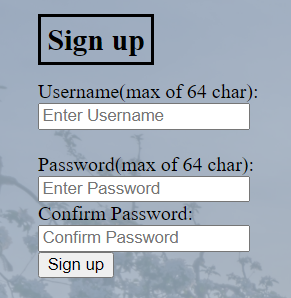 Sign up
Username(max of 64 char):
Enter Username
Password(max of 64 char):
Enter Password
Confirm Password:
Confirm Password
Sign up